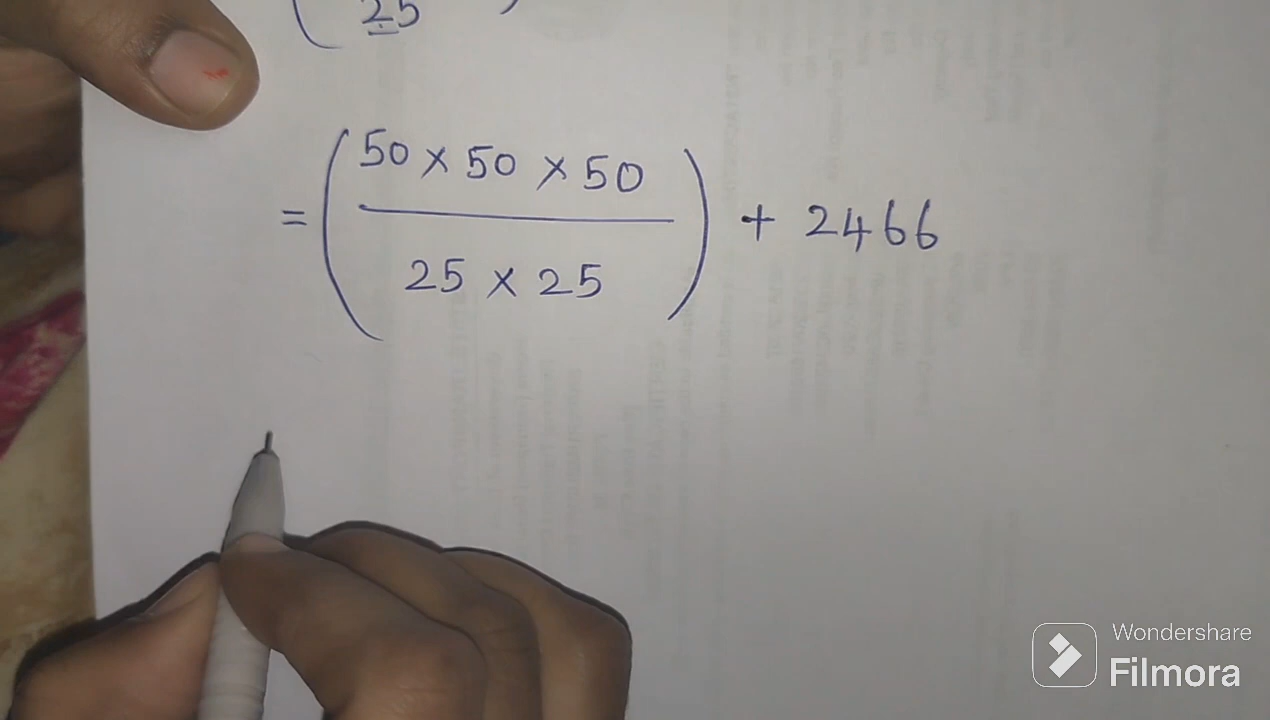 ( 25 )
= ( 50 × 50 × 50 / 25 × 25 ) + 2466
Wondershare
Filmora